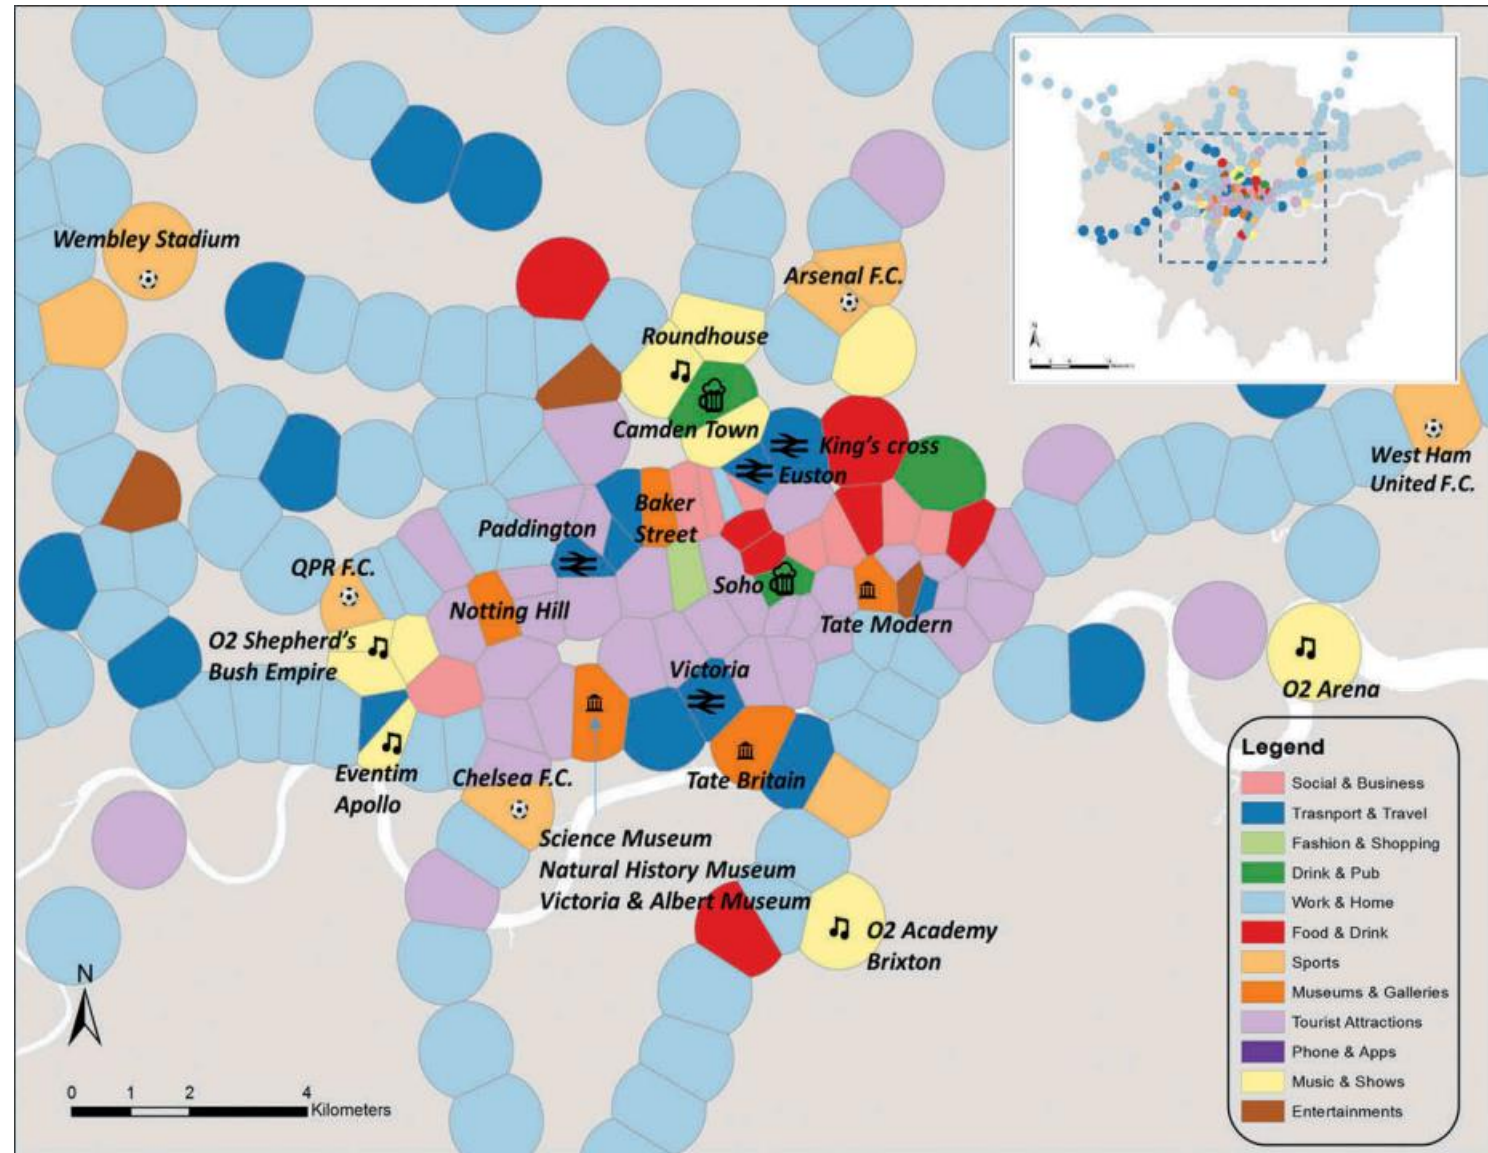 Wembley Stadium
Arsenal F.C.
Roundhouse
Camden Town
King's cross
Euston
West Ham
United F.C.
Baker
Street
Paddington
QPR F.C.
Soho
Notting Hill
Tate Modern
O2 Shepherd's
Bush Empire
Victoria
O2 Arena
Eventim
Apollo
Chelsea F.C.
Tate Britain
Science Museum
Natural History Museum
Victoria & Albert Museum
O2 Academy
Brixton
N
0 1 2 4
Kilometers
N
Legend
Social & Business
Trasnport & Travel
Fashion & Shopping
Drink & Pub
Work & Home
Food & Drink
Sports
Museums & Galleries
Tourist Attractions
Phone & Apps
Music & Shows
Entertainments